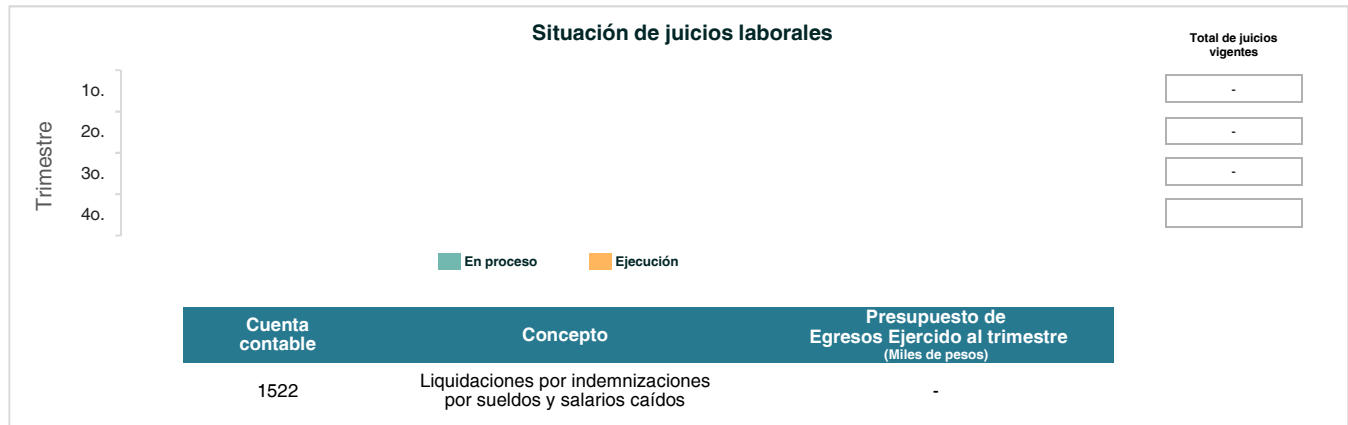 Situación de juicios laborales
Total de juicios
vigentes
Trimestre
1o.
-
2o.
-
3o.
-
4o.
En proceso
Ejecución
Cuenta
contable
Concepto
Presupuesto de
Egresos Ejercido al trimestre
(Miles de pesos)
1522
Liquidaciones por indemnizaciones
por sueldos y salarios caídos
-